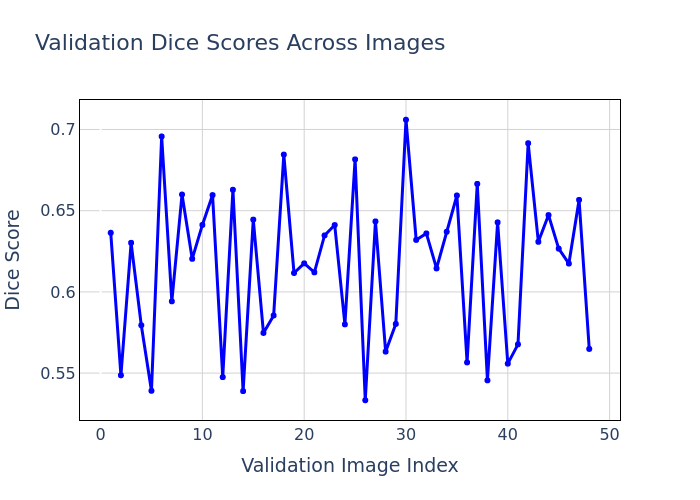 Validation Dice Scores Across Images
0.7
0.65
0.6
0.55
Dice Score
0 10 20 30 40 50
Validation Image Index